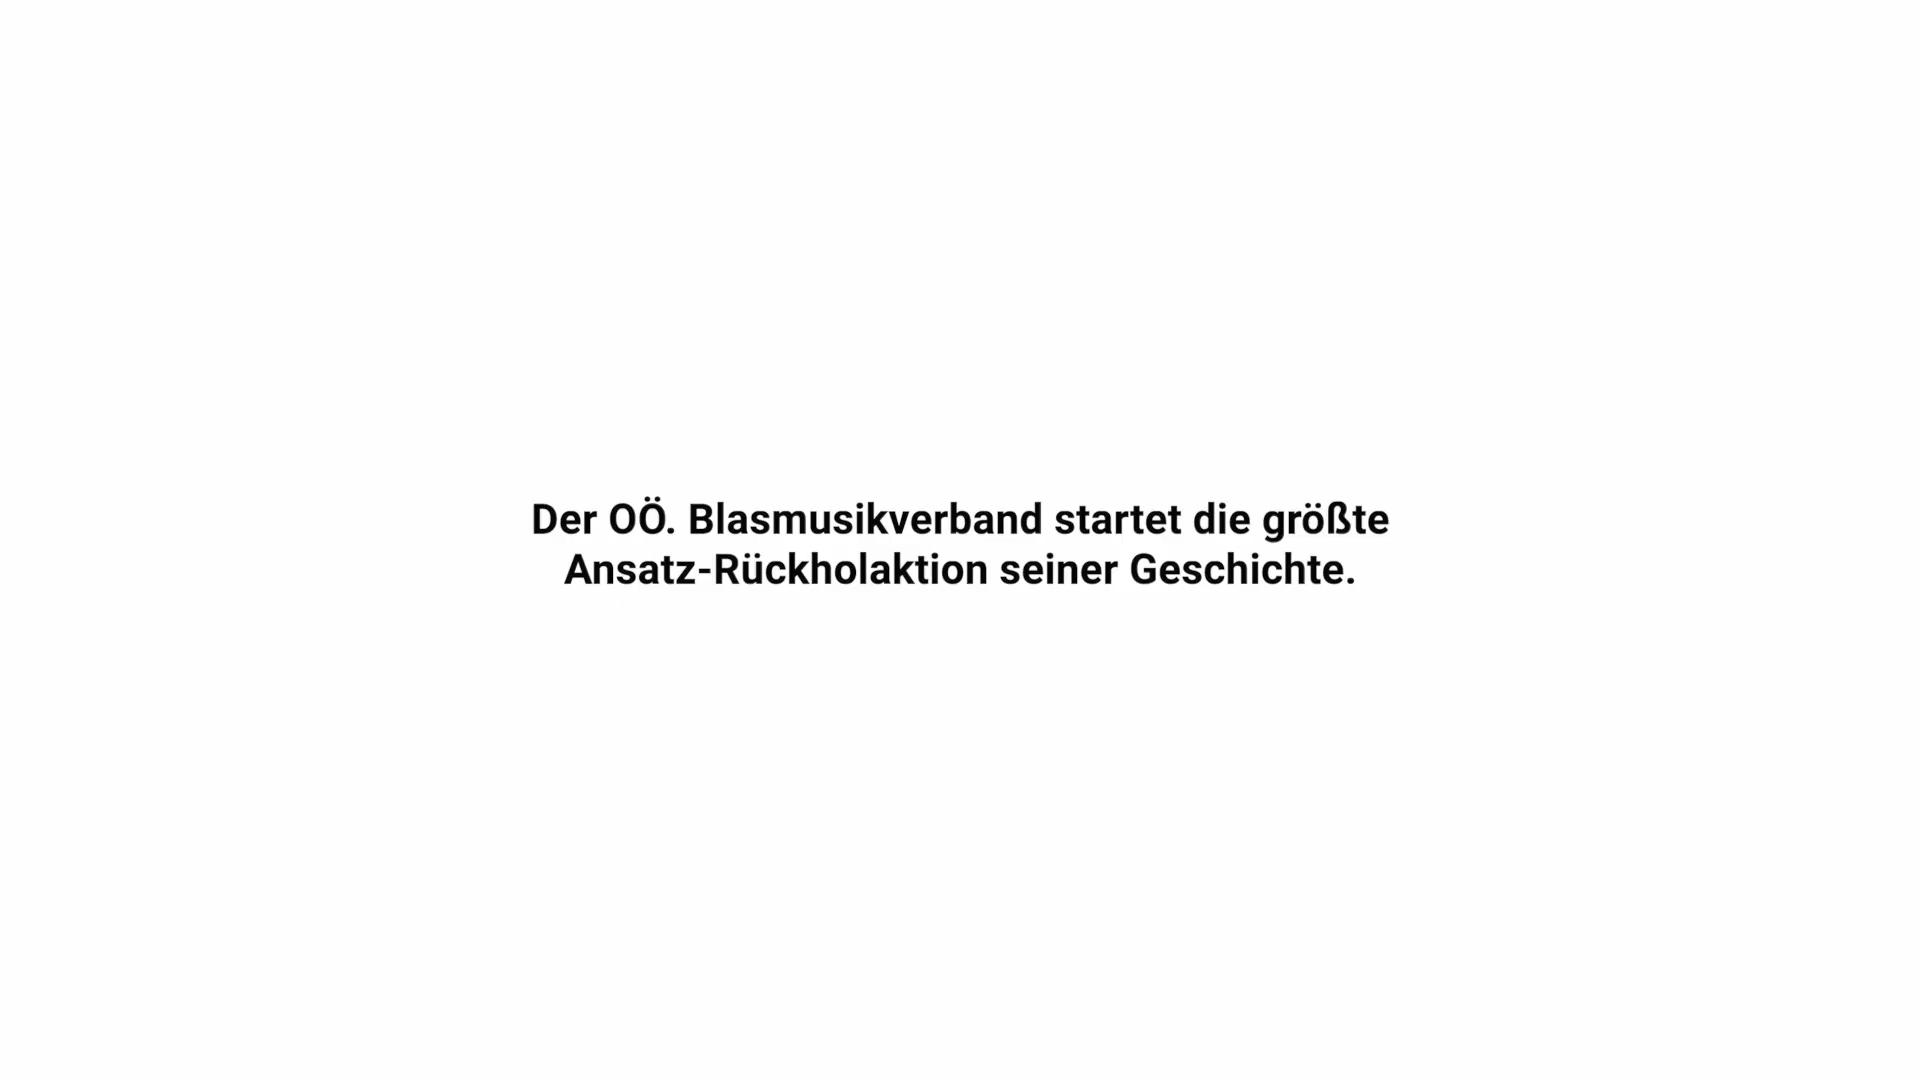 Der OÖ. Blasmusikverband startet die größte
Ansatz-Rückholaktion seiner Geschichte.